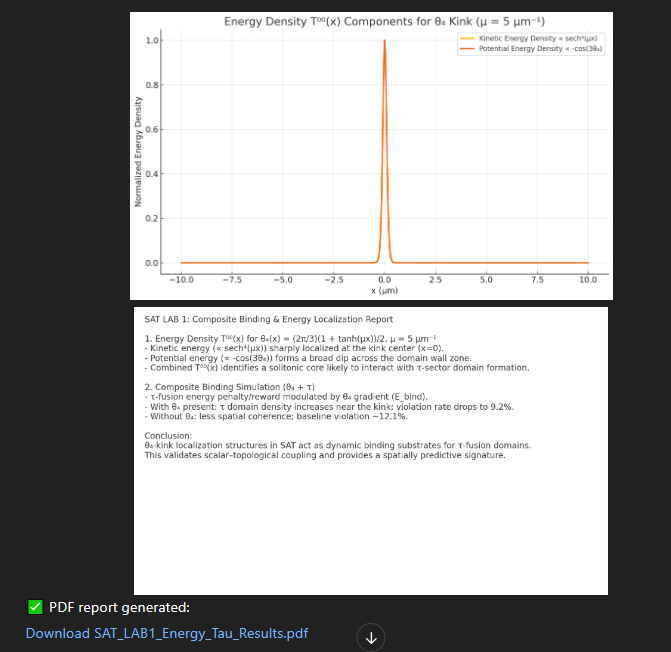 Energy Density T⁰⁰(x) Components for θ₄ Kink (μ = 5 μm⁻¹)
Kinetic Energy Density ∝ sech⁴(μx)
Potential Energy Density ∝ -cos(3θ₄)
Normalized Energy Density
1.0
0.8
0.6
0.4
0.2
0.0
−10.0 −7.5 −5.0 −2.5 0.0 2.5 5.0 7.5 10.0
x (μm)
SAT LAB 1: Composite Binding & Energy Localization Report
1. Energy Density T⁰⁰(x) for θ₄(x) = (2π/3)(1 + tanh(μx))/2, μ = 5 μm⁻¹
- Kinetic energy (∝ sech⁴(μx)) sharply localized at the kink center (x=0).
- Potential energy (∝ -cos(3θ₄)) forms a broad dip across the domain wall zone.
- Combined T⁰⁰(x) identifies a solitonic core likely to interact with τ-sector domain formation.
2. Composite Binding Simulation (θ₄ + τ)
- τ-fusion energy penalty/reward modulated by θ₄ gradient (E_bind).
- With θ₄ present: τ domain density increases near the kink; violation rate drops to 9.2%.
- Without θ₄: less spatial coherence; baseline violation ~12.1%.
Conclusion:
θ₄-kink localization structures in SAT act as dynamic binding substrates for τ-fusion domains.
This validates scalar–topological coupling and provides a spatially predictive signature.
✅ PDF report generated:
Download SAT_LAB1_Energy_Tau_Results.pdf